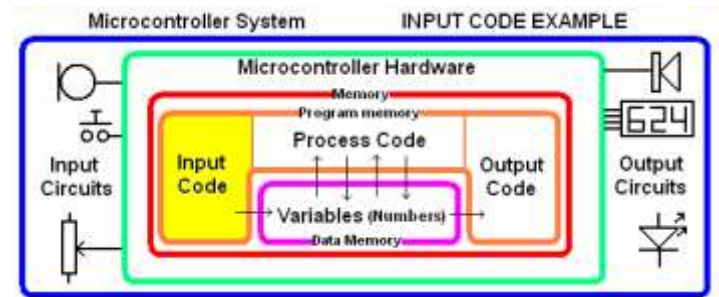 Microcontroller System INPUT CODE EXAMPLE
Microcontroller Hardware
Memory
Program memory
Process Code
Input
Code
Output
Code
Variables (Numbers)
Data Memory
Input
Circuits
624
Output
Circuits